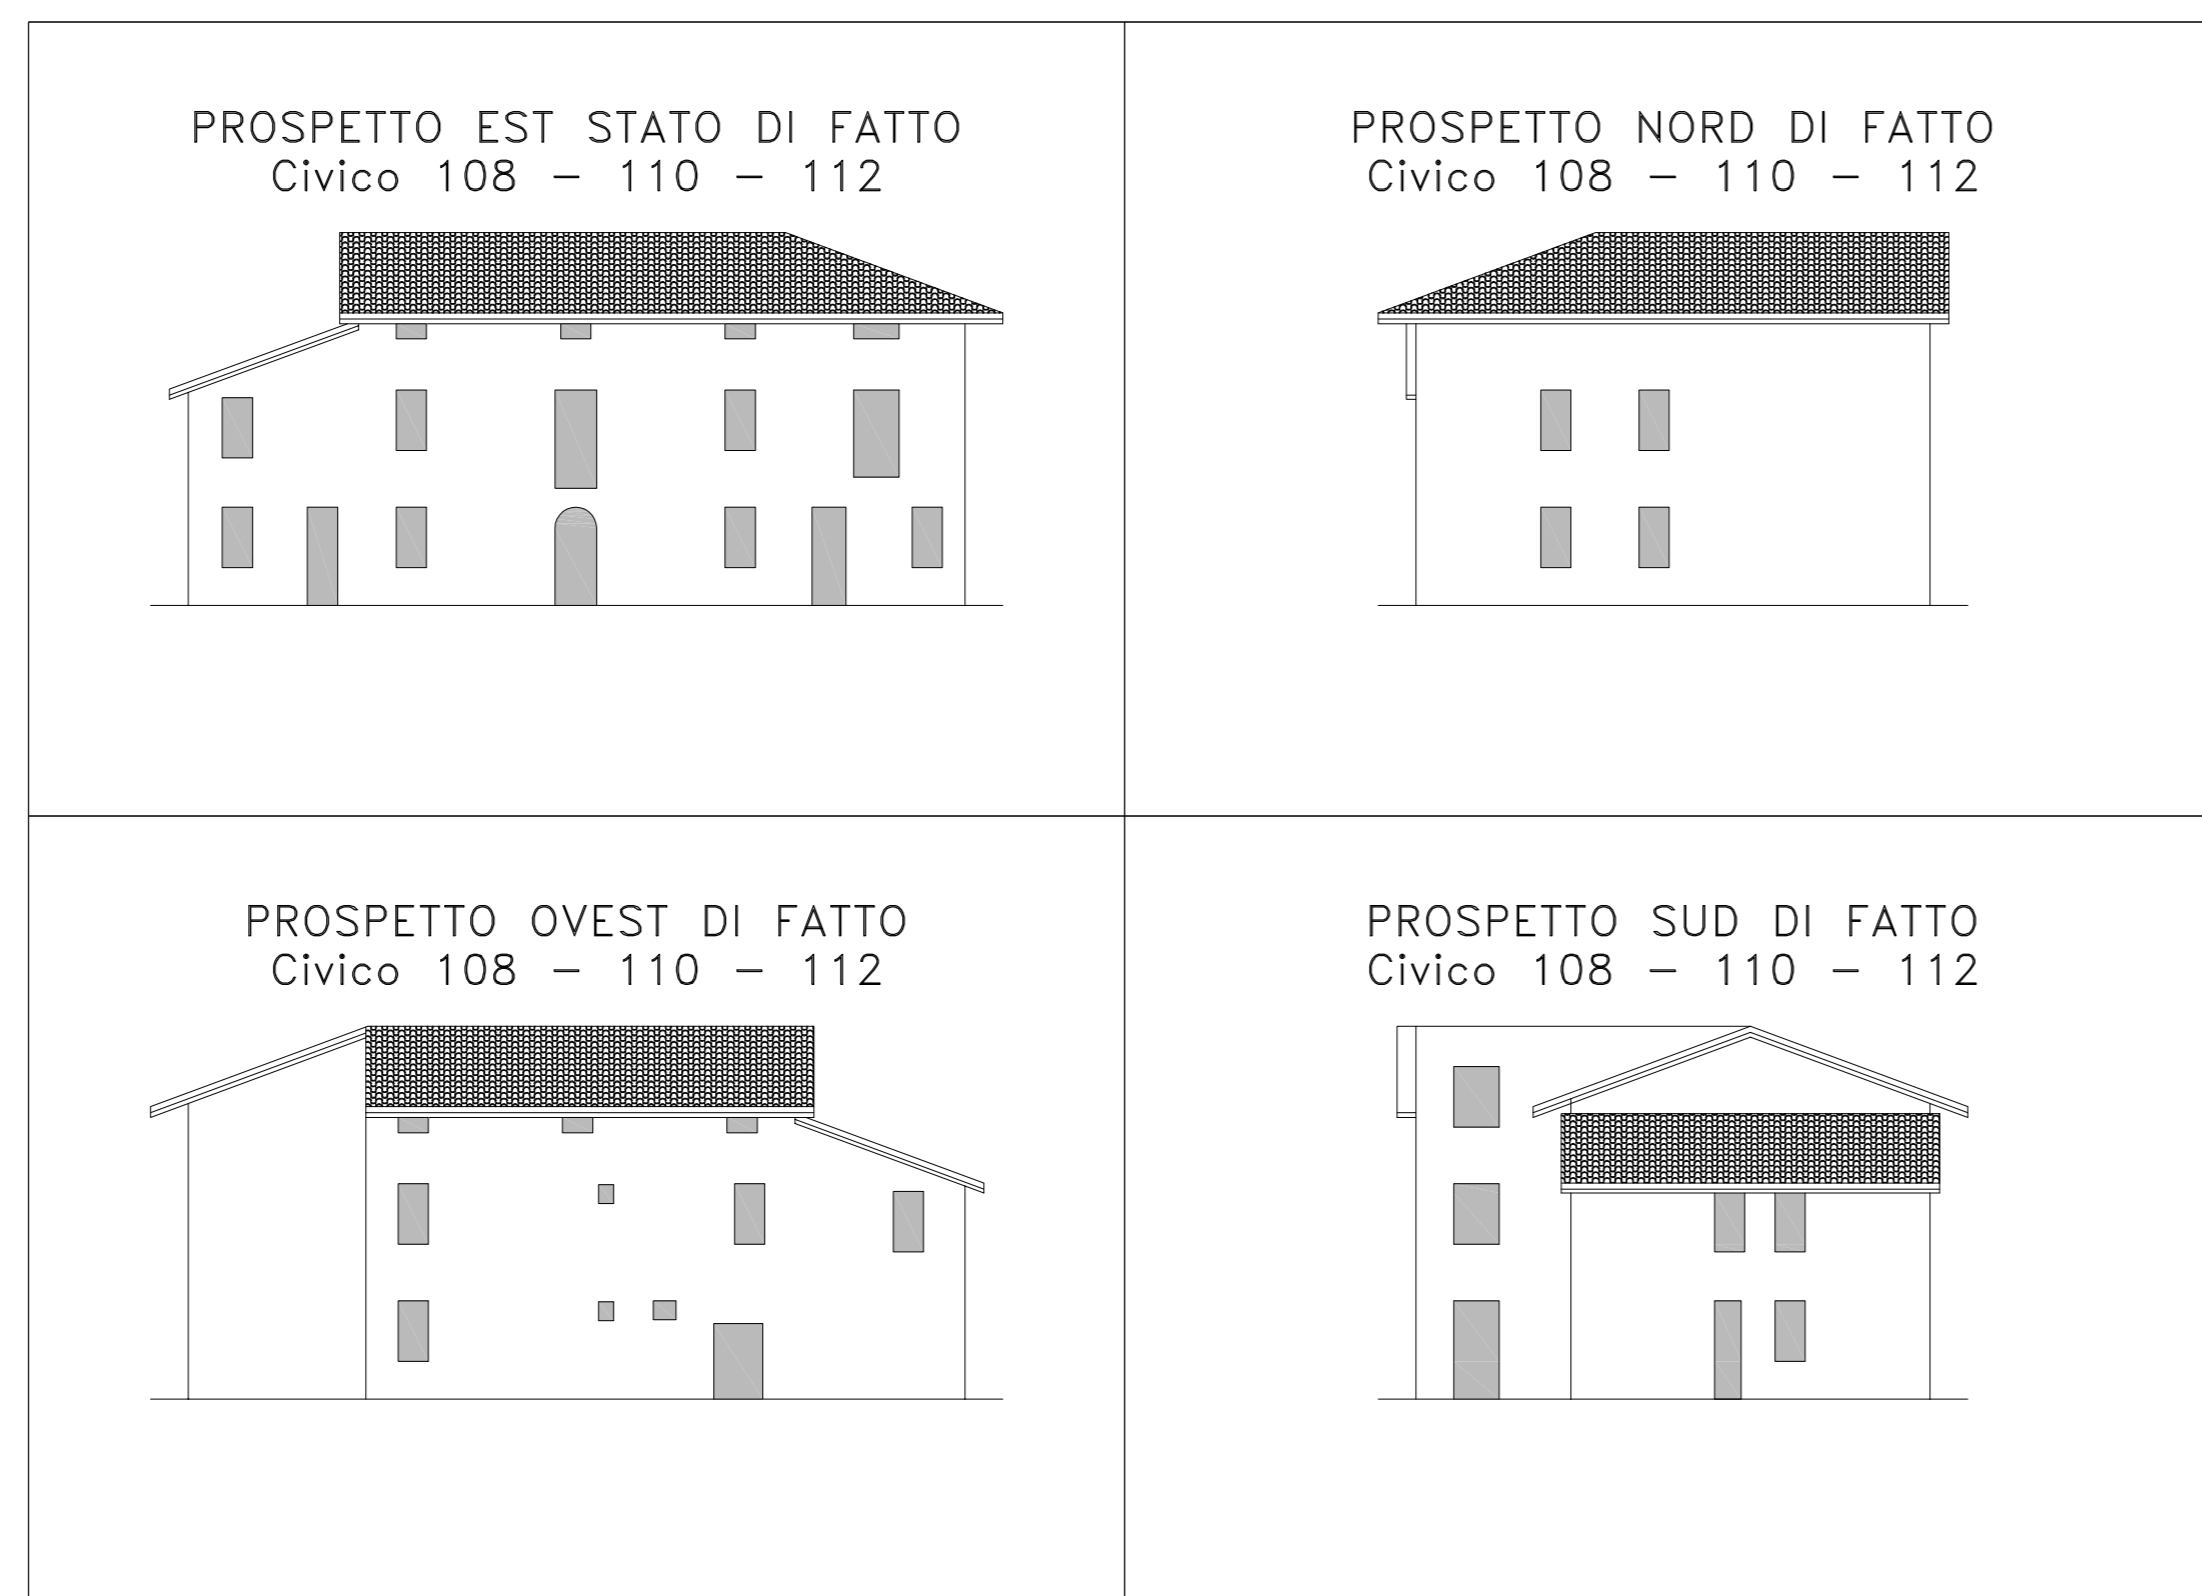 PROSPETTO EST STATO DI FATTO
Civico 108 – 110 – 112
PROSPETTO NORD DI FATTO
Civico 108 – 110 – 112
PROSPETTO OVEST DI FATTO
Civico 108 – 110 – 112
PROSPETTO SUD DI FATTO
Civico 108 – 110 – 112